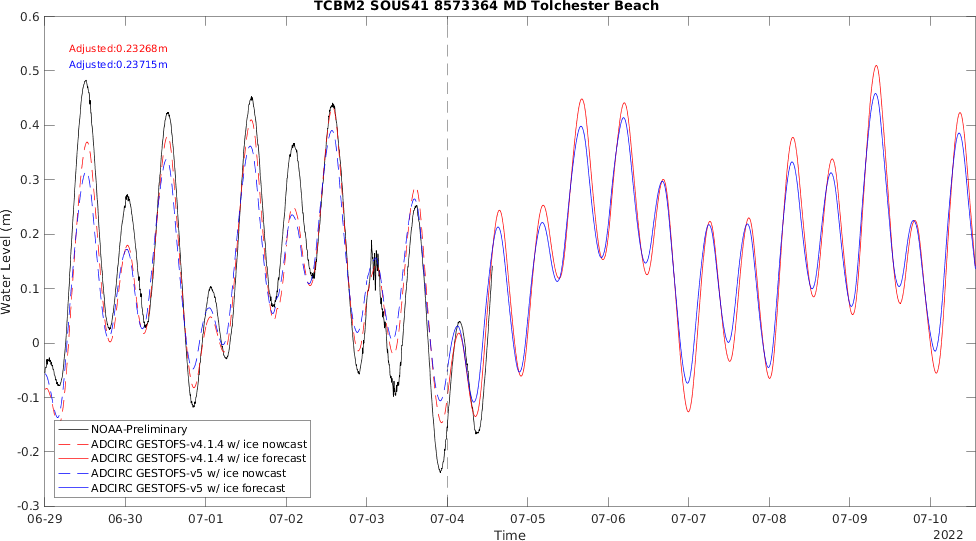 TCBM2 SOUS41 8573364 MD Tolchester Beach
0.6
0.5
0.4
0.3
0.2
0.1
0
-0.1
-0.2
-0.3
Water Level (m)
Adjusted:0.23268m
Adjusted:0.23715m
NOAA-Preliminary
ADCIRC GESTOFS-v4.1.4 w/ ice nowcast
ADCIRC GESTOFS-v4.1.4 w/ ice forecast
ADCIRC GESTOFS-v5 w/ ice nowcast
ADCIRC GESTOFS-v5 w/ ice forecast
06-29 06-30 07-01 07-02 07-03 07-04 07-05 07-06 07-07 07-08 07-09 07-10
Time
2022